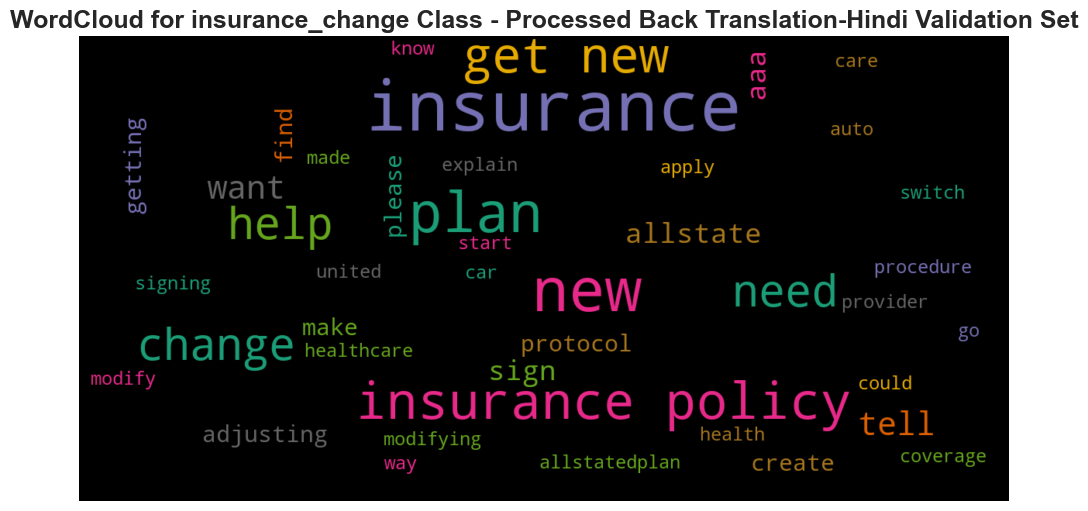 WordCloud for insurance_change Class - Processed Back Translation-Hindi Validation Set
know
get new
aaa
care
insurance
getting
find
made
please
explain
apply
auto
want
help
plan
start
allstate
switch
signing
united
car
new
need
procedure
provider
go
change
make
healthcare
protocol
sign
modify
insurance policy
could
tell
adjusting
modifying
way
allstatedplan
health
create
coverage